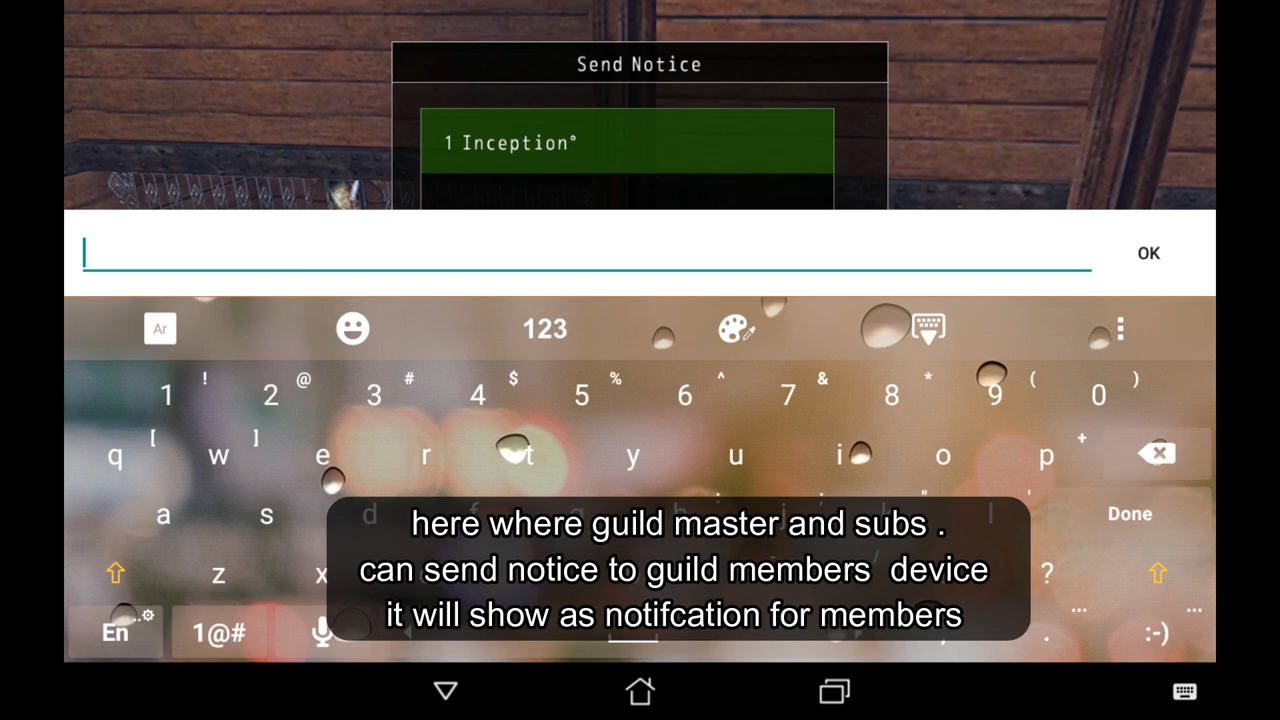 Send Notice
1 Inception°
OK
Ar 123
! @ # $ % ^ & * ( )
1 2 3 4 5 6 7 8 9 0
[ ] +
q w e r t y u i o p
a s d f g h j l Done
here where guild master and subs .
can send notice to guild members device
it will show as notifcation for members
z x ?
En 1@# , . :-)